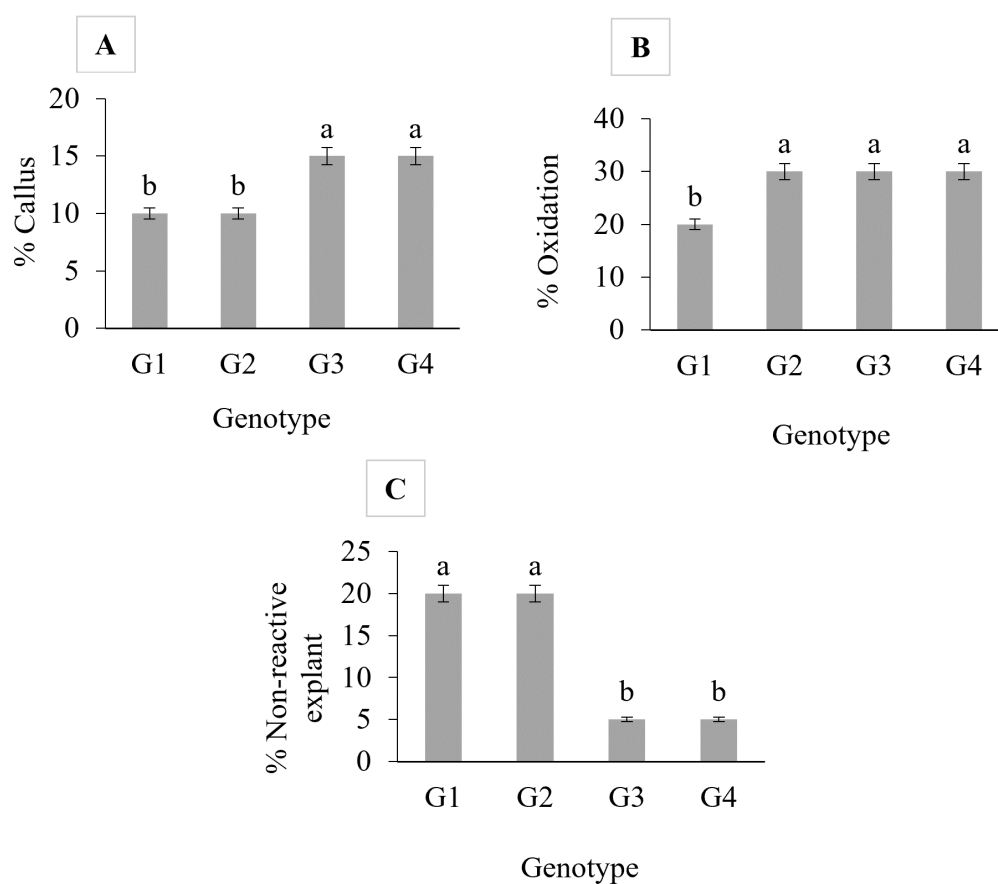 A
% Callus
20
15
10
5
0
b
b
a
a
G1 G2 G3 G4
Genotype
B
% Oxidation
40
30
20
10
0
b
a
a
a
G1 G2 G3 G4
Genotype
C
% Non-reactive
explant
25
20
15
10
5
0
a
a
b
b
G1 G2 G3 G4
Genotype